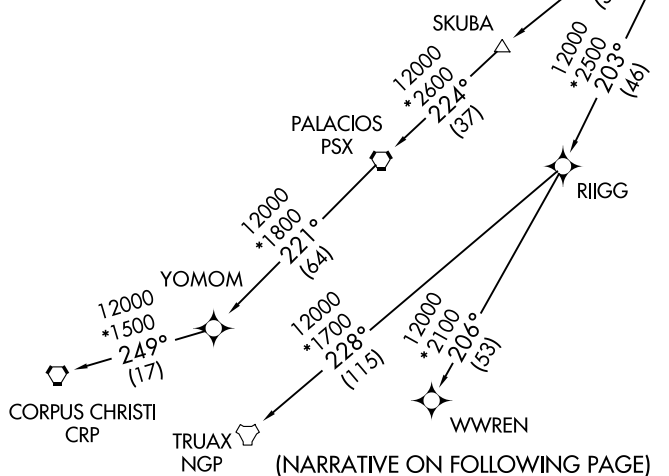 (3
SKUBA
12000
*2500
203°
(46)
12000
*2600
224°
(37)
PALACIOS
PSX
RIIGG
12000
*1800
221°
(64)
YOMOM
12000
*1500
249°
(17)
12000
*1700
228°
(115)
12000
*2100
206°
(53)
CORPUS CHRISTI
CRP
WWREN
TRUAX
NGP
(NARRATIVE ON FOLLOWING PAGE)